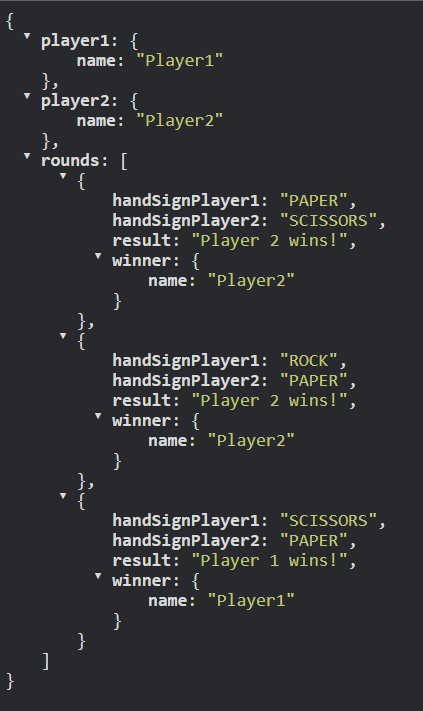 {
player1: {
name: "Player1"
},
player2: {
name: "Player2"
},
rounds: [
{
handSignPlayer1: "PAPER",
handSignPlayer2: "SCISSORS",
result: "Player 2 wins!",
winner: {
name: "Player2"
}
},
{
handSignPlayer1: "ROCK",
handSignPlayer2: "PAPER",
result: "Player 2 wins!",
winner: {
name: "Player2"
}
},
{
handSignPlayer1: "SCISSORS",
handSignPlayer2: "PAPER",
result: "Player 1 wins!",
winner: {
name: "Player1"
}
}
]
}